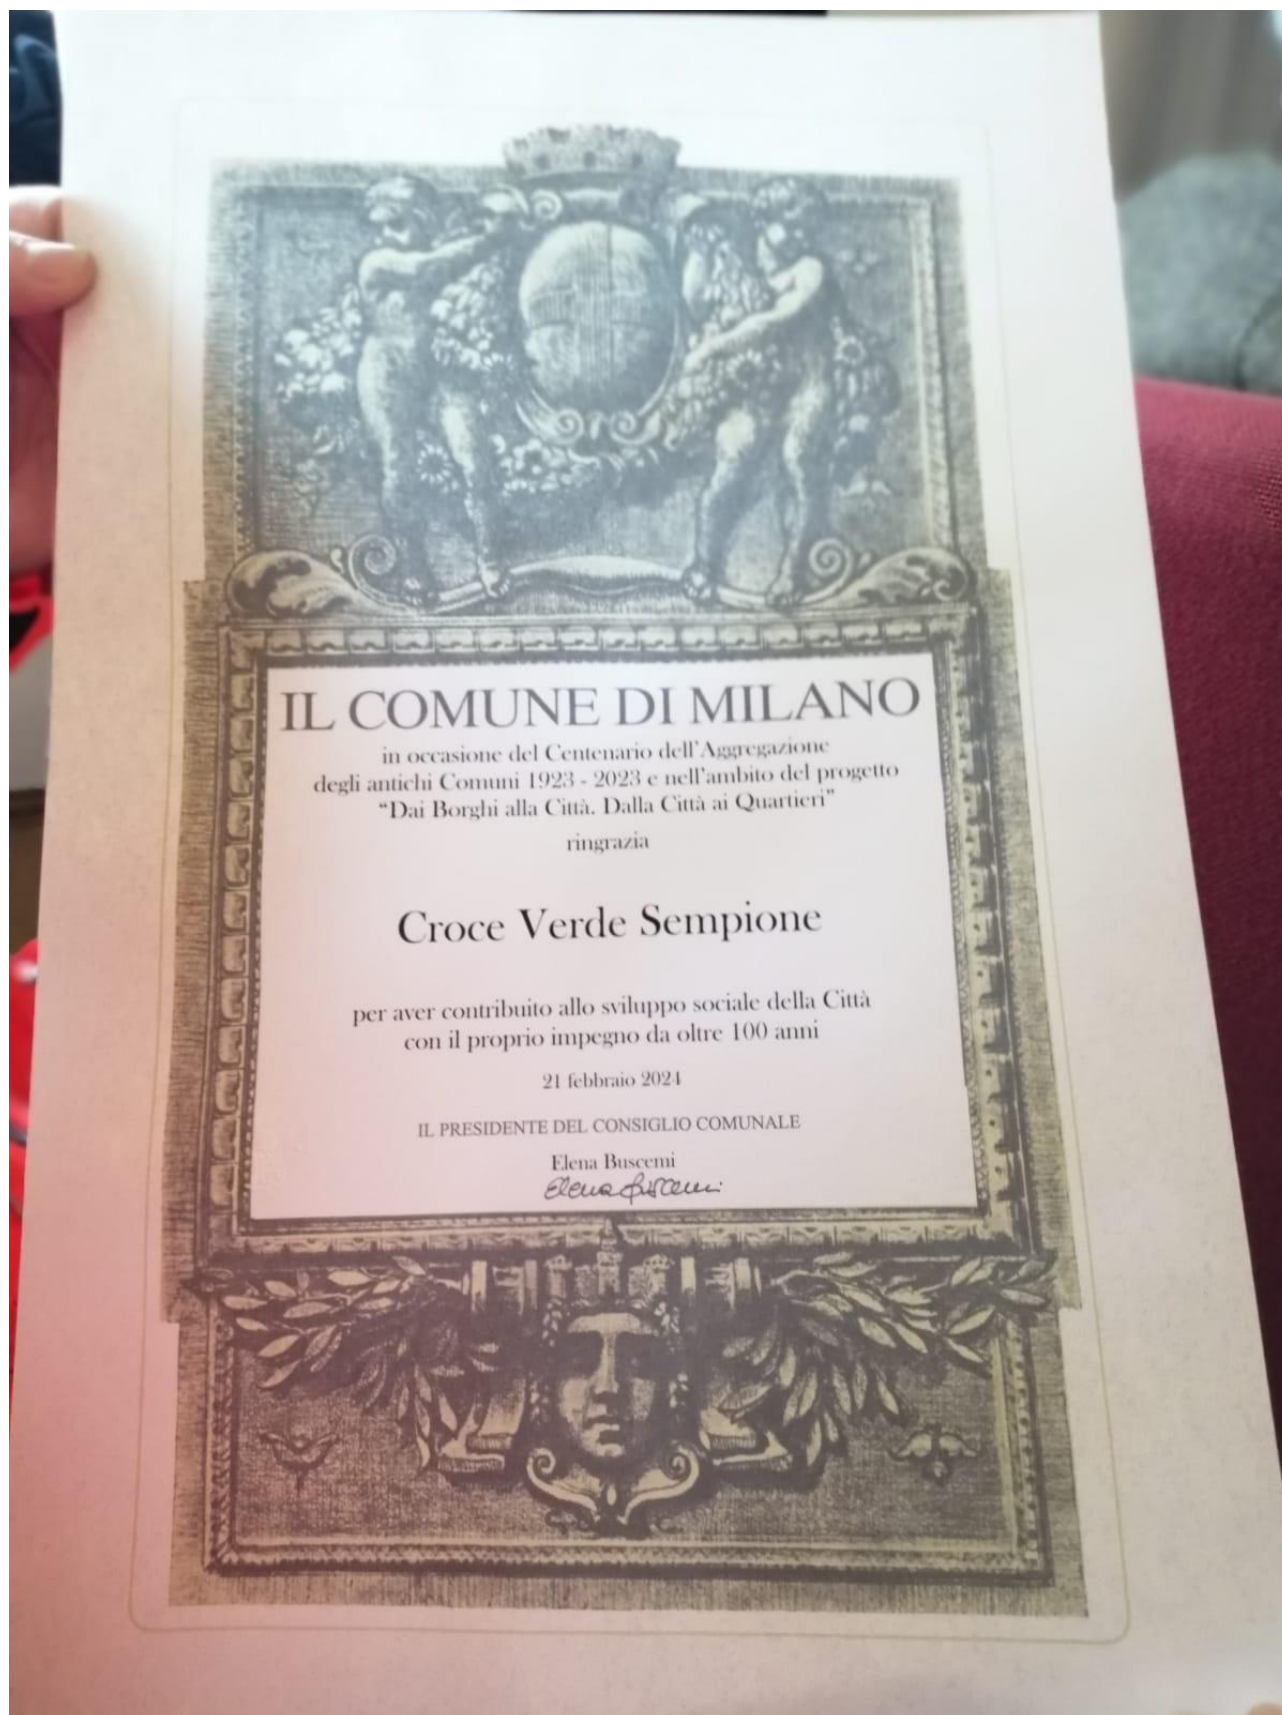 IL COMUNE DI MILANO
in occasione del Centenario dell'Aggregazione
degli antichi Comuni 1923 - 2023 e nell'ambito del progetto
“Dai Borghi alla Città. Dalla Città ai Quartieri”
ringrazia
Croce Verde Sempione
per aver contribuito allo sviluppo sociale della Città
con il proprio impegno da oltre 100 anni
21 febbraio 2024
IL PRESIDENTE DEL CONSIGLIO COMUNALE
Elena Buscemi
Elena Buscemi